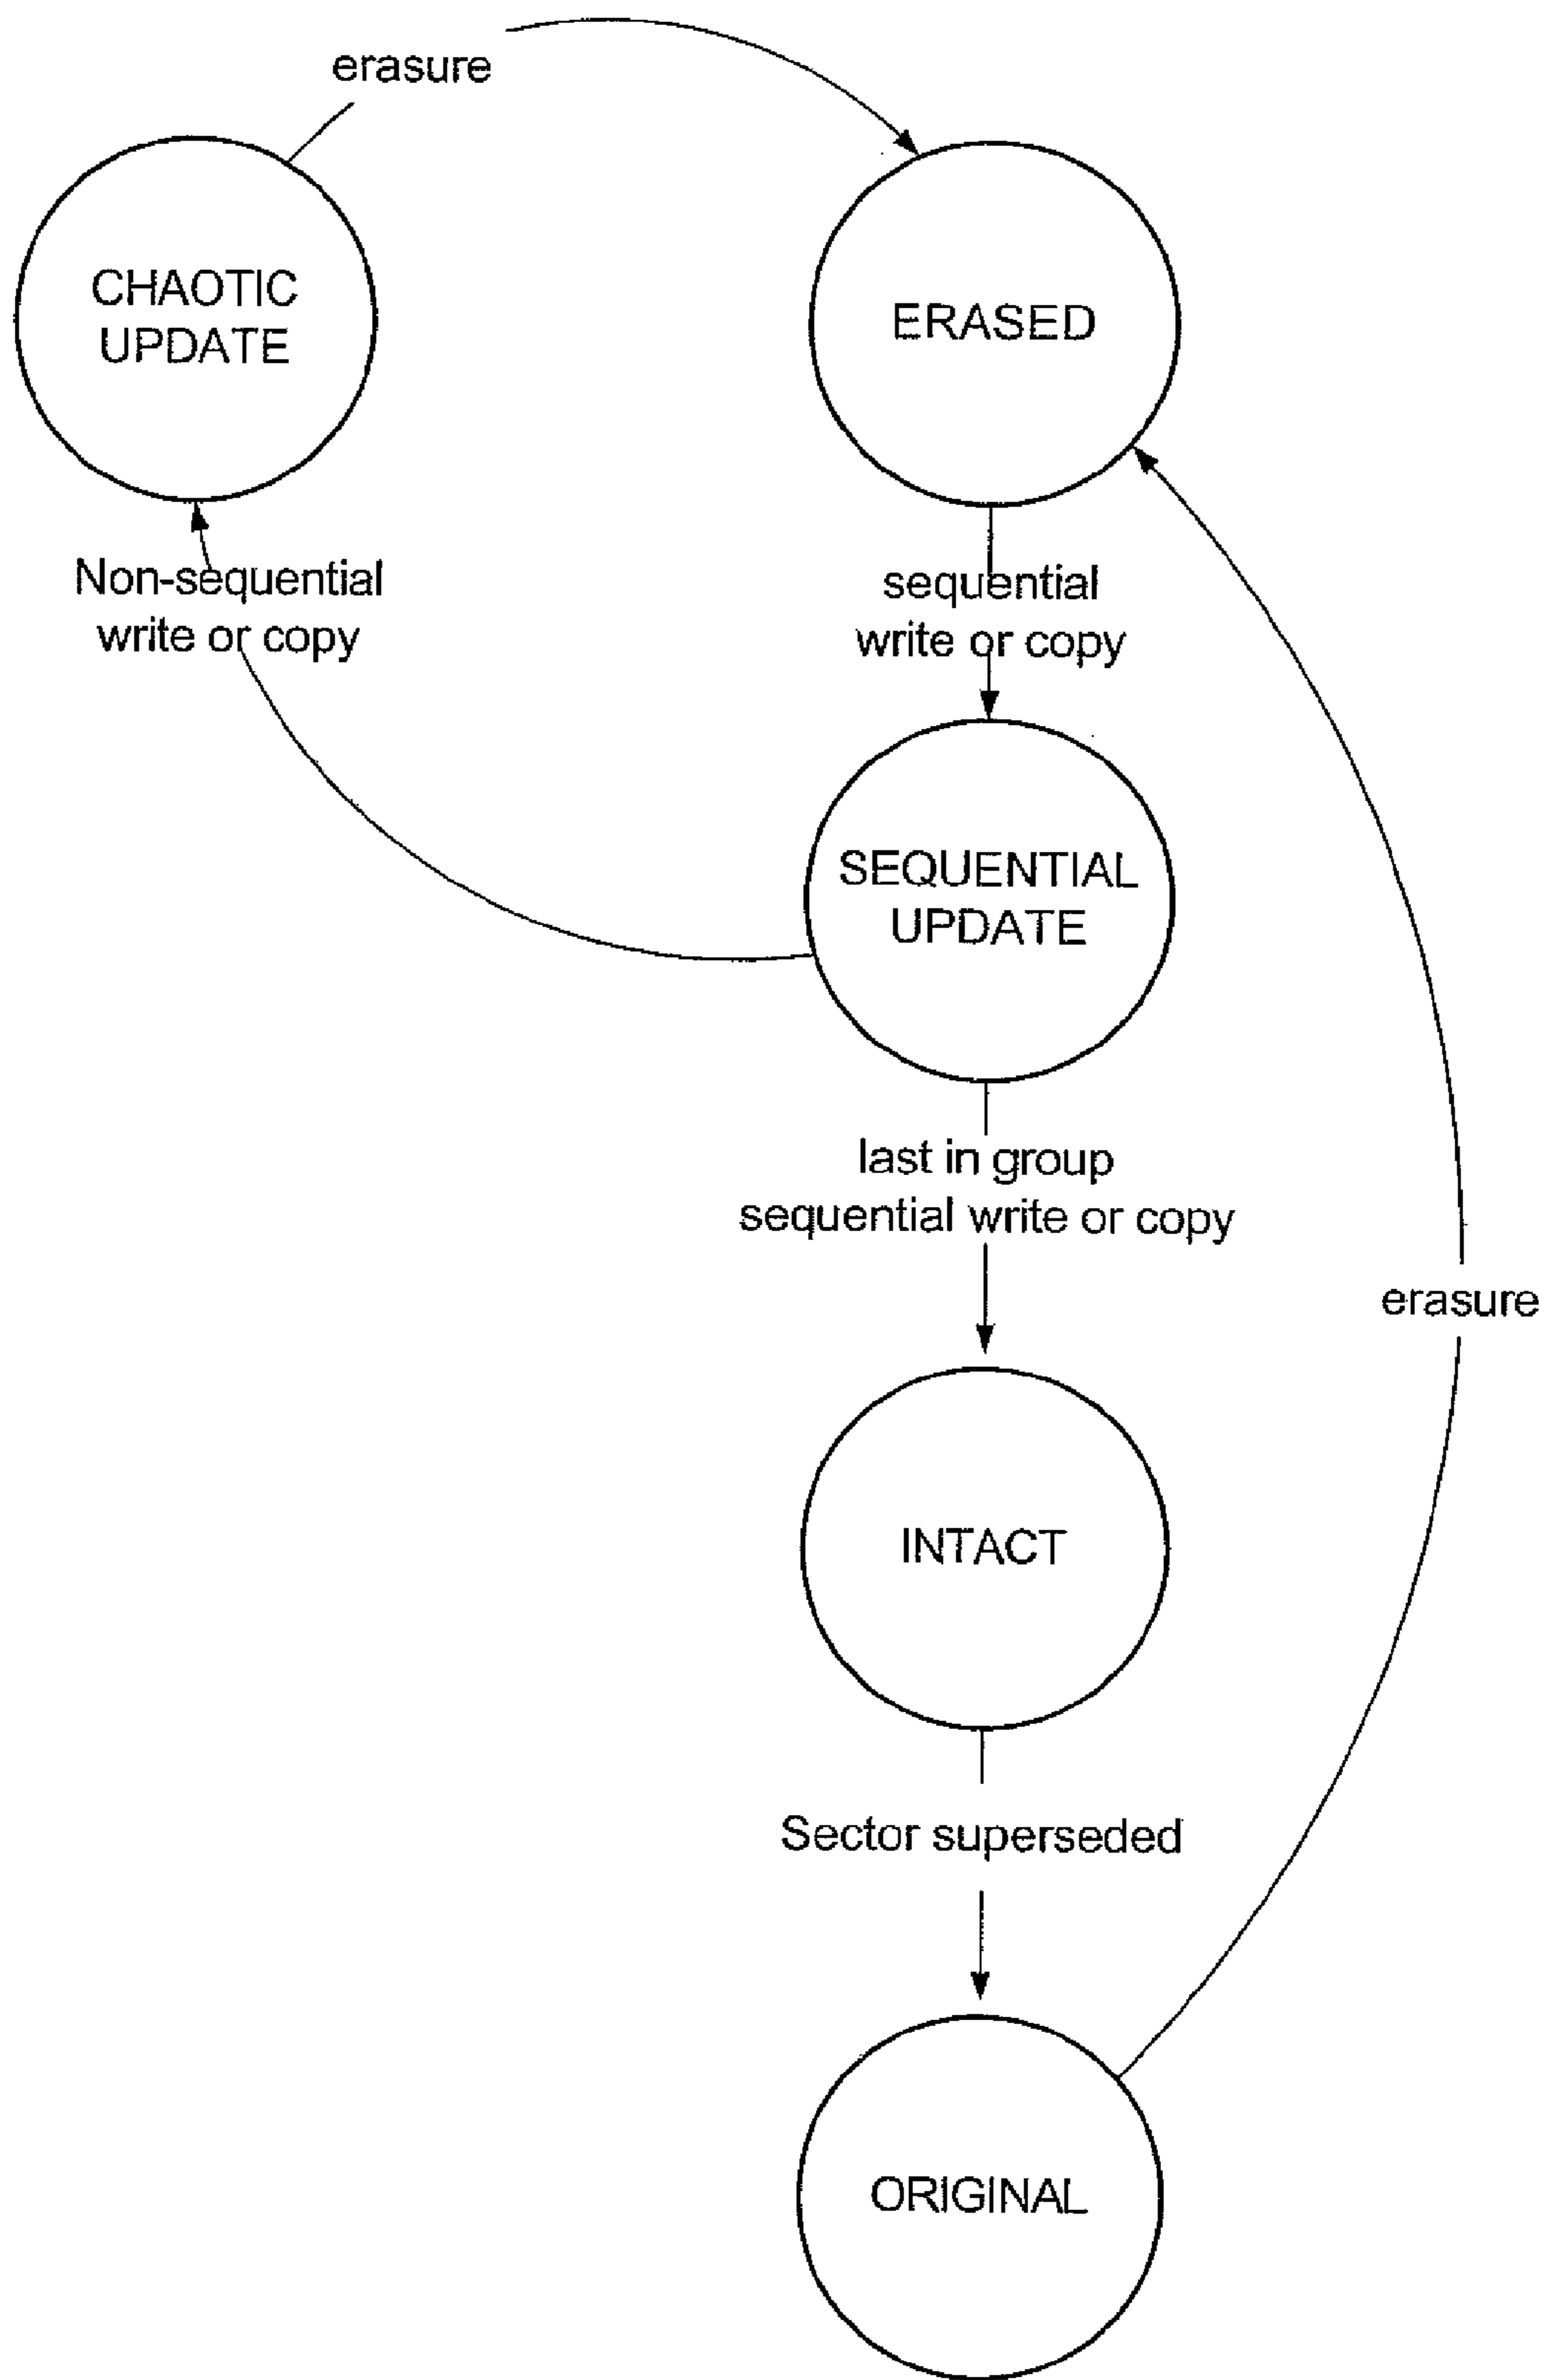 erasure
CHAOTIC
UPDATE
ERASED
Non-sequential
write or copy
sequential
write or copy
SEQUENTIAL
UPDATE
last in group
sequential write or copy
erasure
INTACT
Sector superseded
ORIGINAL